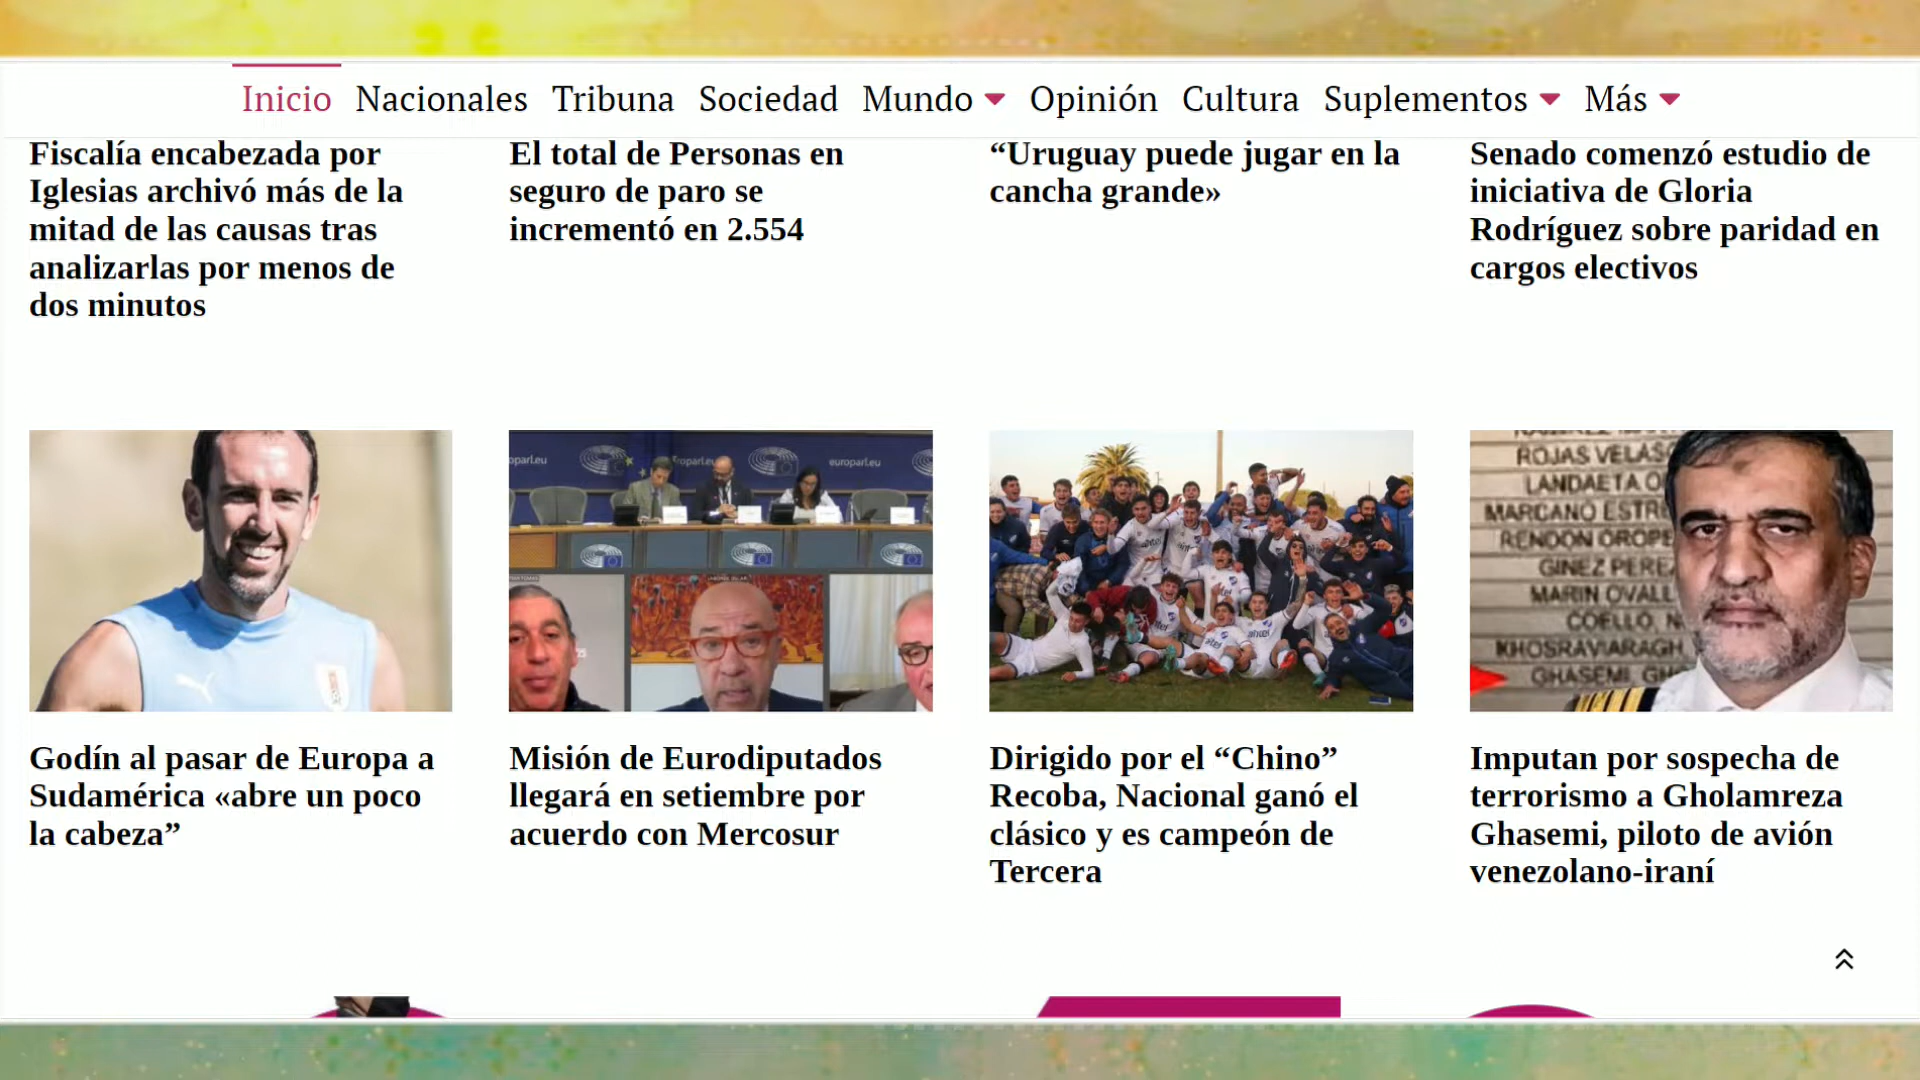 Inicio Nacionales Tribuna Sociedad Mundo Opinión Cultura Suplementos Más
Fiscalía encabezada por
Iglesias archivó más de la
mitad de las causas tras
analizarlas por menos de
dos minutos
El total de Personas en
seguro de paro se
incrementó en 2.554
“Uruguay puede jugar en la
cancha grande»
Senado comenzó estudio de
iniciativa de Gloria
Rodríguez sobre paridad en
cargos electivos
europarl.eu
ROJAS VELAS
LANDAETA O
MARCANO ESTR
RENDON OROPE
GINEZ PEREZ
MARIN OVALL
COELLO, N
KHOSRAVIARAGH
GHASEMI, GH
Godín al pasar de Europa a
Sudamérica «abre un poco
la cabeza”
Misión de Eurodiputados
llegará en setiembre por
acuerdo con Mercosur
Dirigido por el “Chino”
Recoba, Nacional ganó el
clásico y es campeón de
Tercera
Imputan por sospecha de
terrorismo a Gholamreza
Ghasemi, piloto de avión
venezolano-iraní